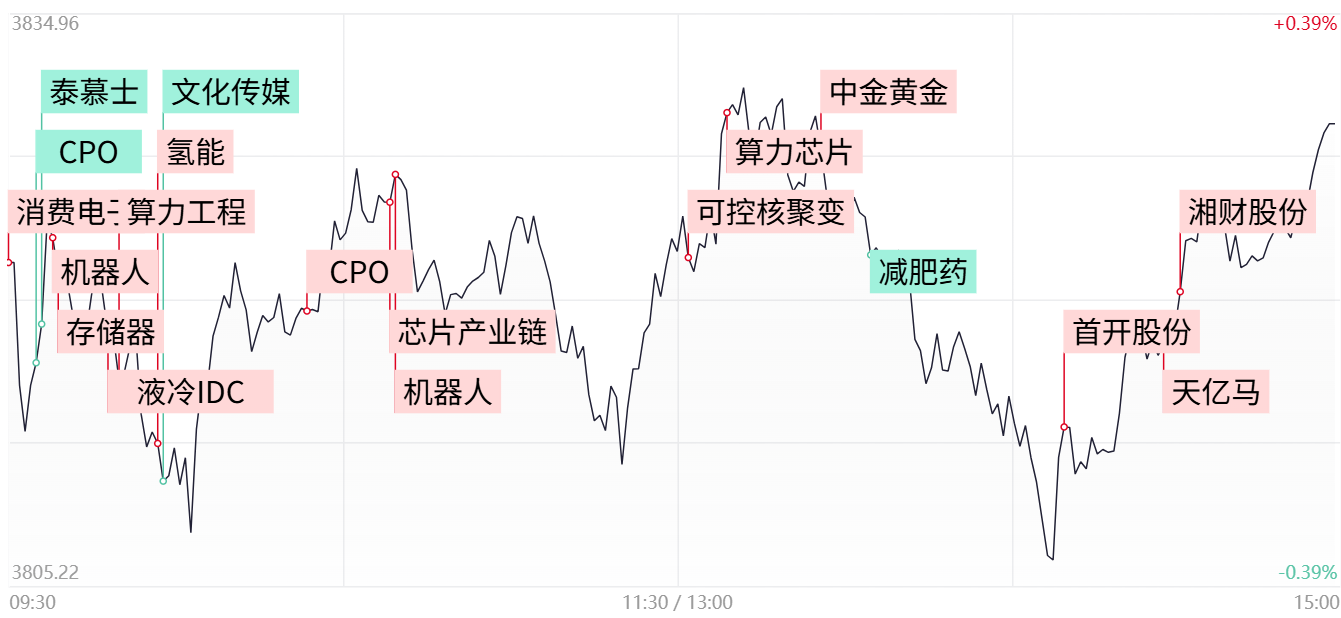 3834.96
+0.39%
泰慕士
文化传媒
中金黄金
CPO
氢能
算力芯片
消费电
算力工程
可控核聚变
湘财股份
机器人
CPO
减肥药
存储器
芯片产业链
首开股份
液冷IDC
机器人
天亿马
3805.22
-0.39%
09:30
11:30 / 13:00
15:00